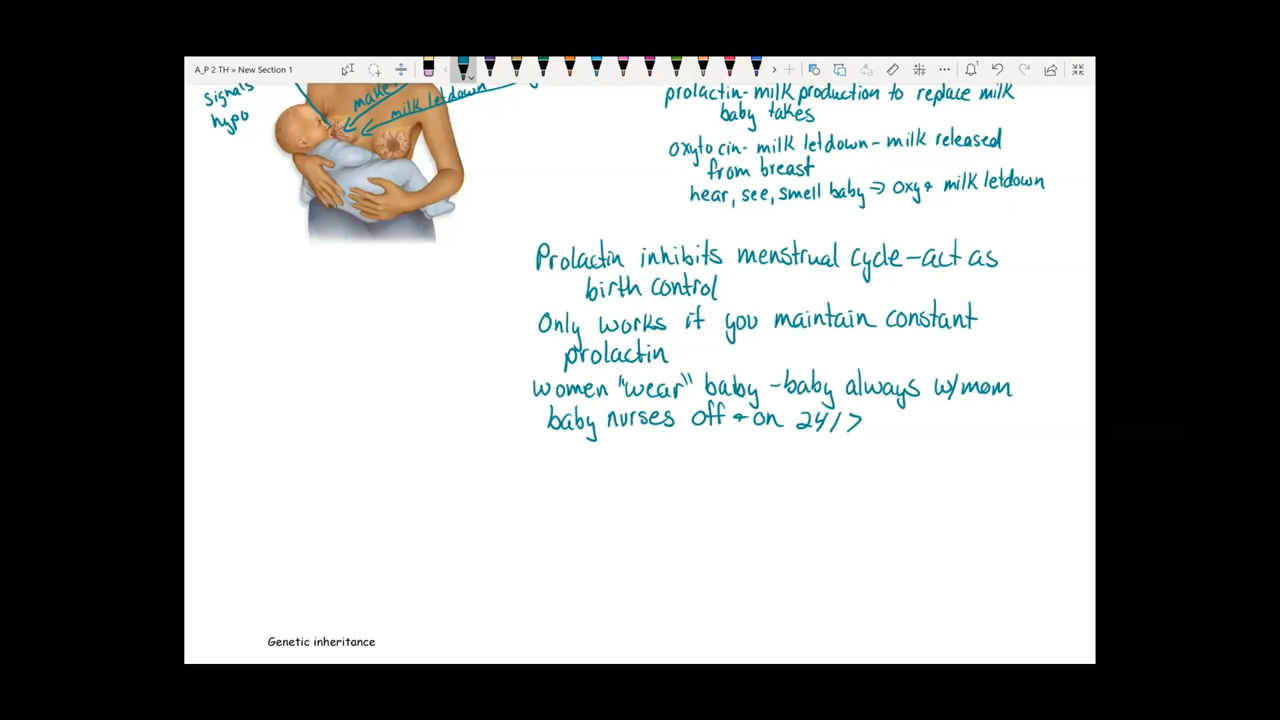 A_P 2 TH » New Section 1
signals
hypo
make
milk letdown
prolactin- milk production to replace milk
baby takes
oxytocin- milk letdown- milk released
from breast
hear, see, smell baby ⇒ oxy + milk letdown
Prolactin inhibits menstrual cycle -act as
birth control
Only works if you maintain constant
prolactin
women "wear" baby -baby always w/mom
baby nurses off + on 24/7
Genetic inheritance